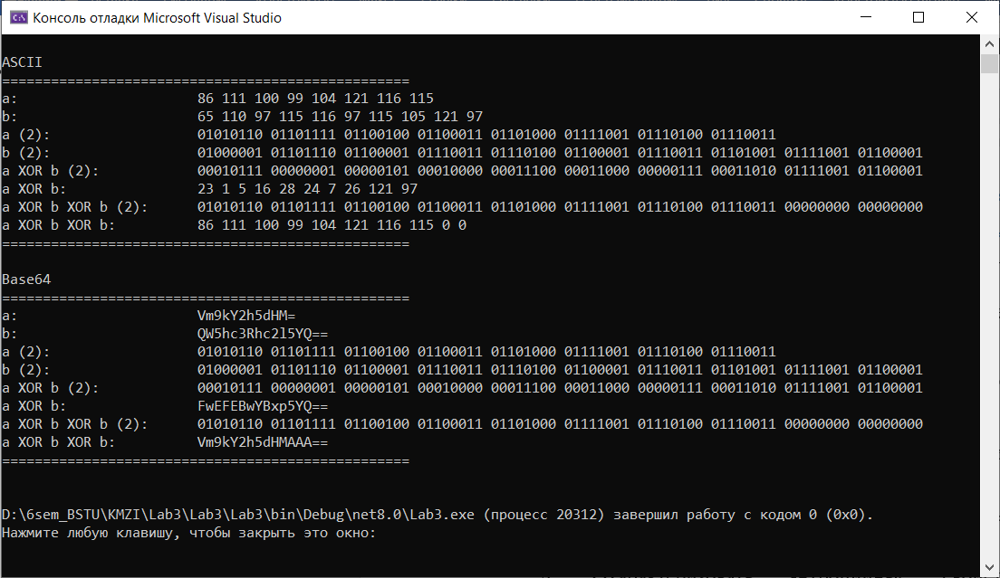 Консоль отладки Microsoft Visual Studio
ASCII
==================================================
a: 86 111 100 99 104 121 116 115
b: 65 110 97 115 116 97 115 105 121 97
a (2): 01010110 01101111 01100100 01100011 01101000 01111001 01110100 01110011
b (2): 01000001 01101110 01100001 01110011 01110100 01100001 01110011 01101001 01111001 01100001
a XOR b (2): 00010111 00000001 00000101 00010000 00011100 00011000 00000111 00011010 01111001 01100001
a XOR b: 23 1 5 16 28 24 7 26 121 97
a XOR b XOR b (2): 01010110 01101111 01100100 01100011 01101000 01111001 01110100 01110011 00000000 00000000
a XOR b XOR b: 86 111 100 99 104 121 116 115 0 0
==================================================
Base64
==================================================
a: Vm9kY2h5dHM=
b: QW5hc3Rhc2l5YQ==
a (2): 01010110 01101111 01100100 01100011 01101000 01111001 01110100 01110011
b (2): 01000001 01101110 01100001 01110011 01110100 01100001 01110011 01101001 01111001 01100001
a XOR b (2): 00010111 00000001 00000101 00010000 00011100 00011000 00000111 00011010 01111001 01100001
a XOR b: FwEFEBwYBxp5YQ==
a XOR b XOR b (2): 01010110 01101111 01100100 01100011 01101000 01111001 01110100 01110011 00000000 00000000
a XOR b XOR b: Vm9kY2h5dHMAAA==
==================================================
D:\6sem_BSTU\KMZI\Lab3\Lab3\Lab3\bin\Debug\net8.0\Lab3.exe (процесс 20312) завершил работу с кодом 0 (0x0).
Нажмите любую клавишу, чтобы закрыть это окно: